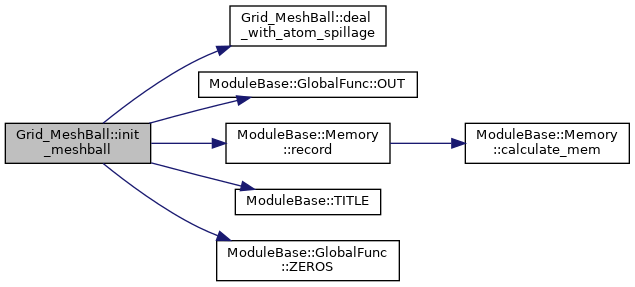 Grid_MeshBall::deal
_with_atom_spillage
ModuleBase::GlobalFunc::OUT
Grid_MeshBall::init
_meshball
ModuleBase::Memory
::record
ModuleBase::Memory
::calculate_mem
ModuleBase::TITLE
ModuleBase::GlobalFunc
::ZEROS